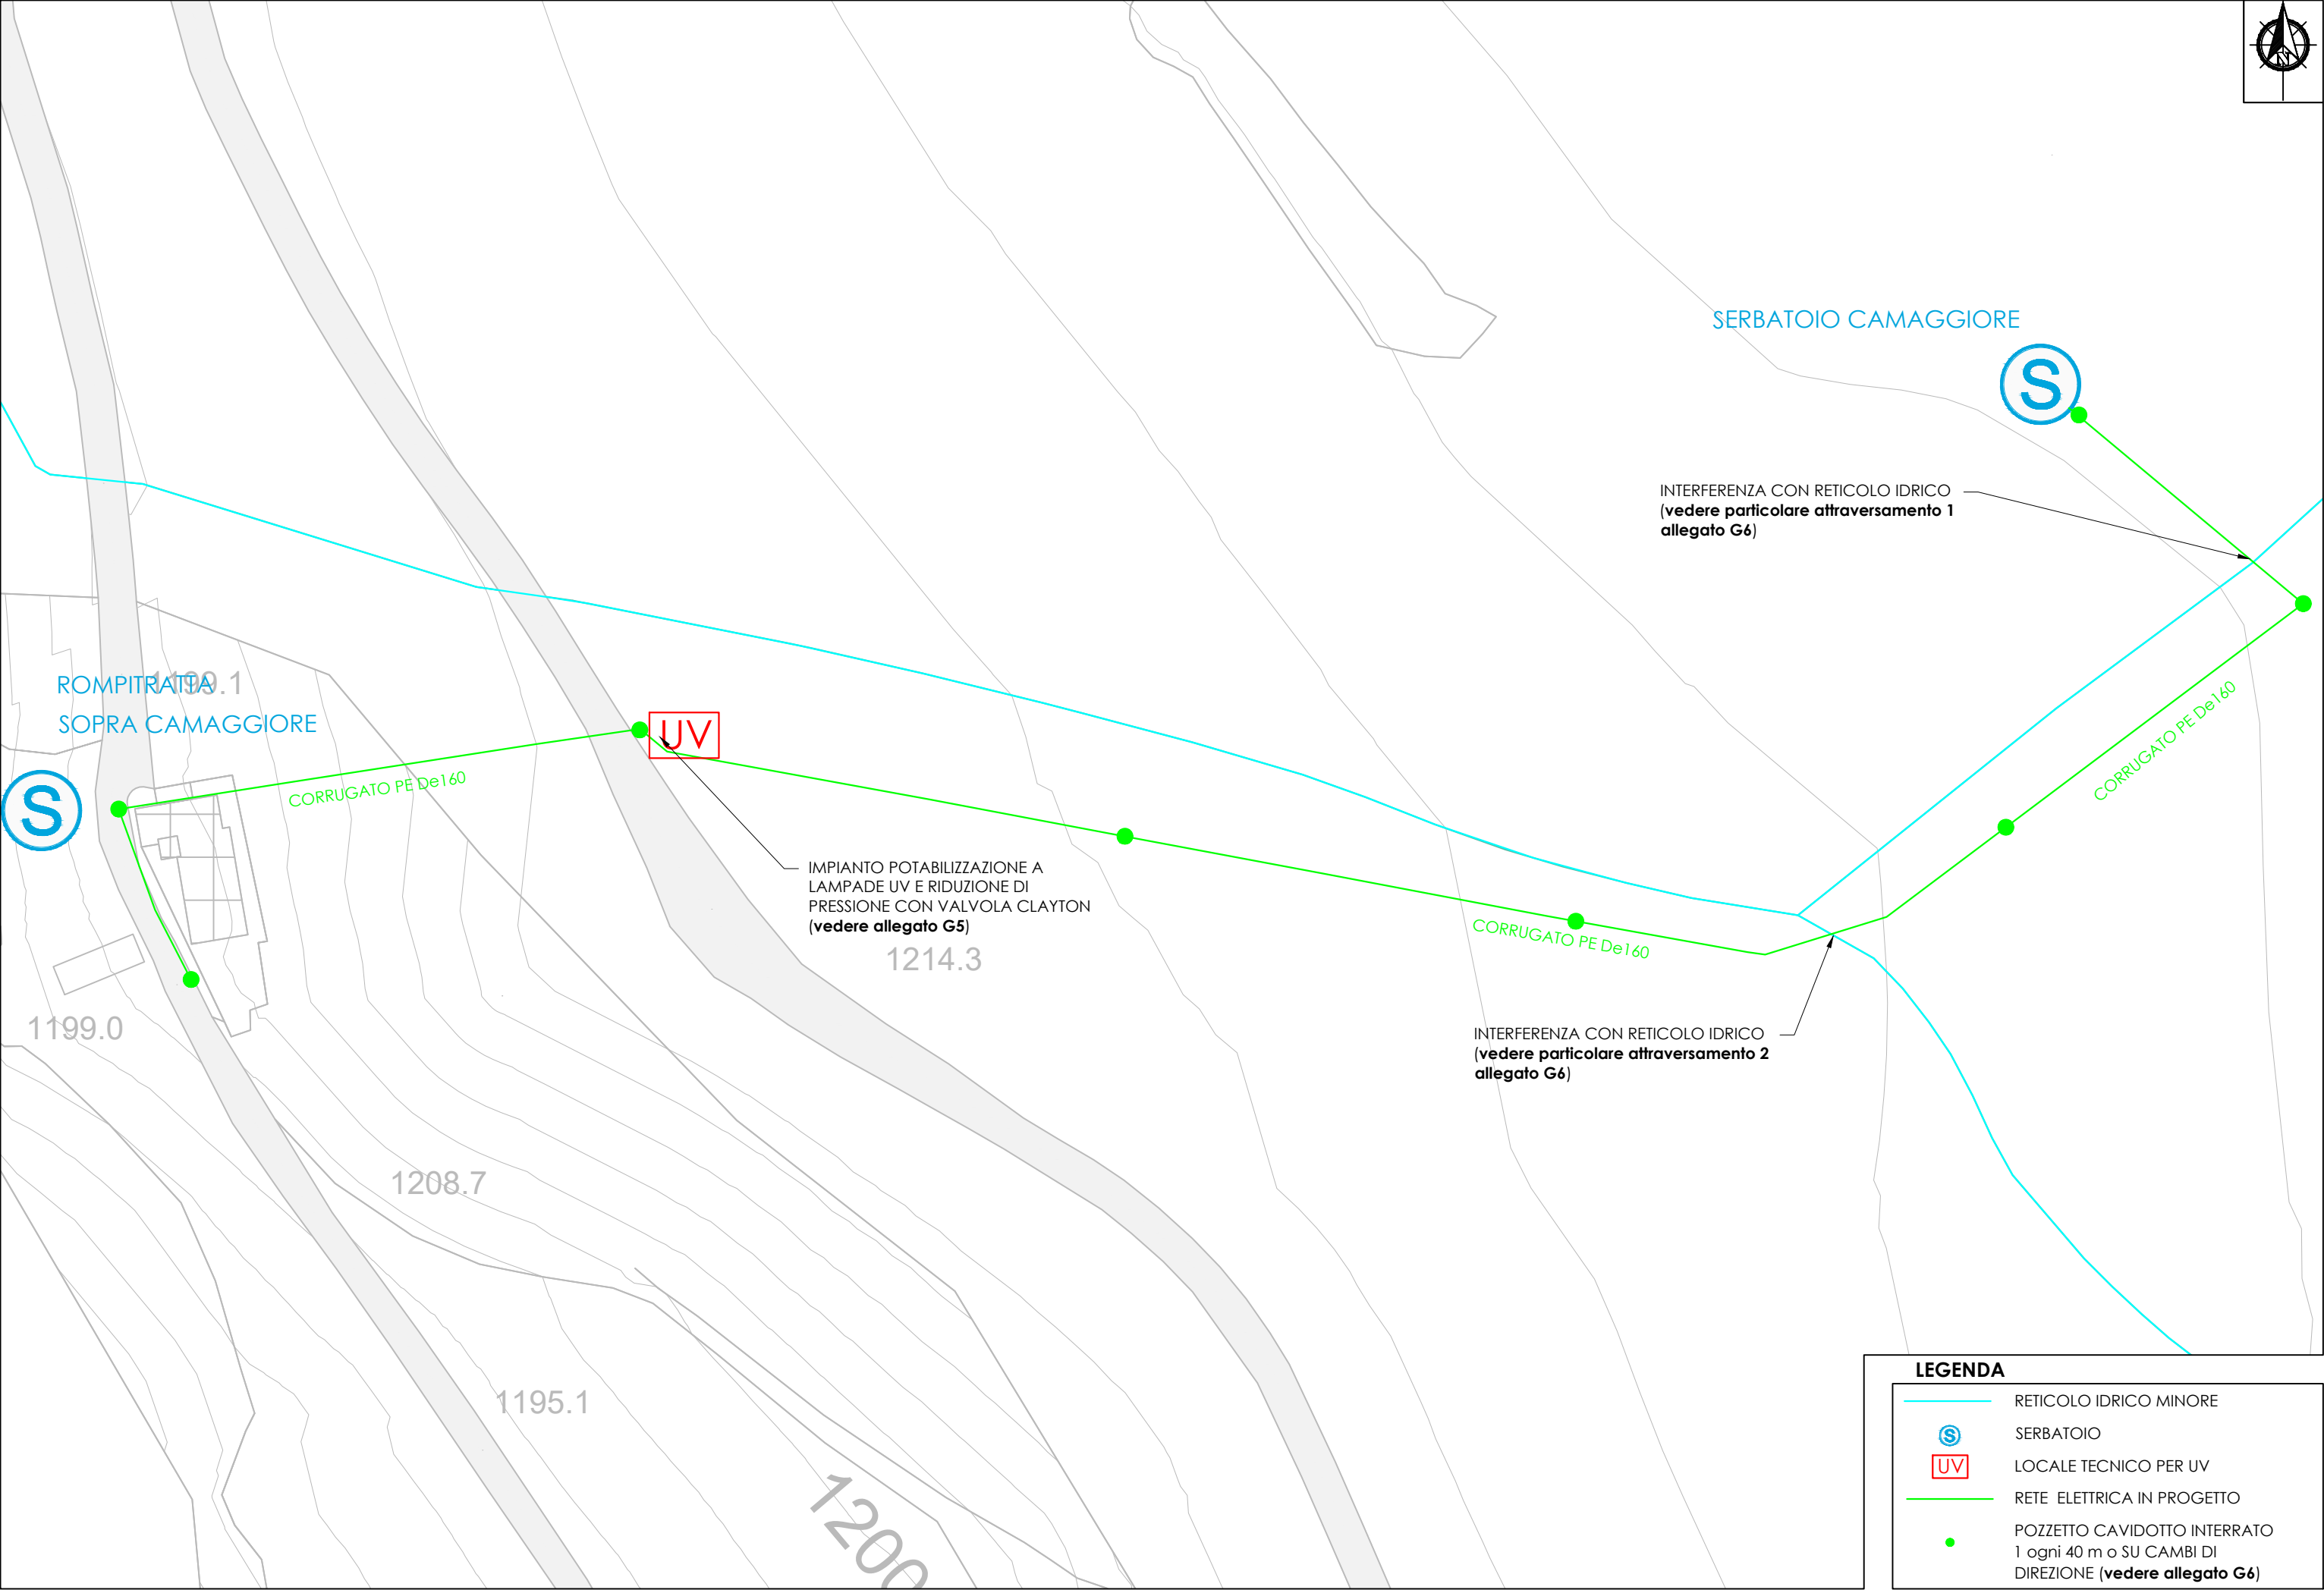 N
SERBATOIO CAMAGGIORE
S
INTERFERENZA CON RETICOLO IDRICO
(vedere particolare attraversamento 1
allegato G6)
ROMPITRATTA
1199.1
SOPRA CAMAGGIORE
S
UV
CORRUGATO PE De160
CORRUGATO PE De160
IMPIANTO POTABILIZZAZIONE A
LAMPADE UV E RIDUZIONE DI
PRESSIONE CON VALVOLA CLAYTON
(vedere allegato G5)
1214.3
CORRUGATO PE De160
1199.0
INTERFERENZA CON RETICOLO IDRICO
(vedere particolare attraversamento 2
allegato G6)
1208.7
1195.1
1200
LEGENDA
RETICOLO IDRICO MINORE
S SERBATOIO
UV LOCALE TECNICO PER UV
RETE ELETTRICA IN PROGETTO
POZZETTO CAVIDOTTO INTERRATO
1 ogni 40 m o SU CAMBI DI
DIREZIONE (vedere allegato G6)